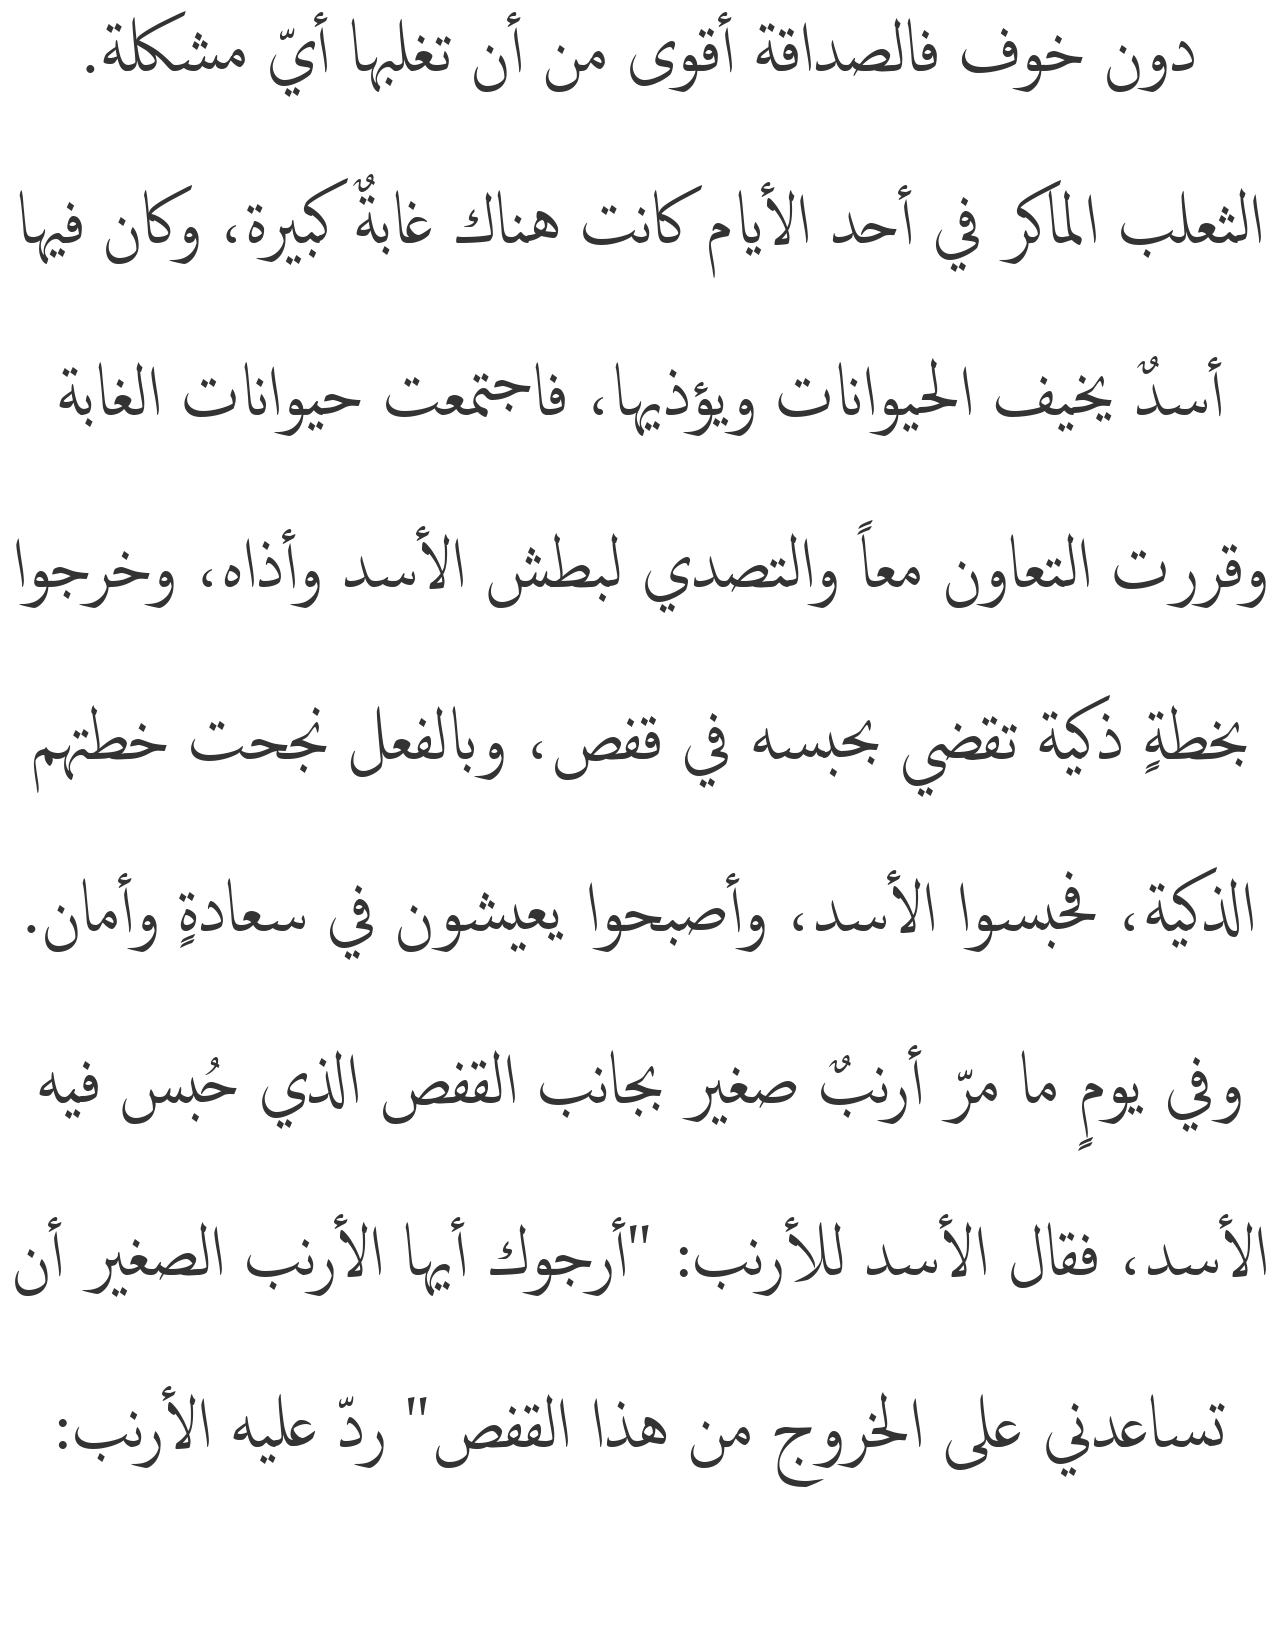 دون خوف فالصداقة أقوى من أن تغلبها أيّ مشكلة.
الثعلب الماكر في أحد الأيام كانت هناك غابةٌ كبيرة، وكان فيها
أسدٌ يخيف الحيوانات ويؤذيها، فاجتمعت حيوانات الغابة
وقررت التعاون معاً والتصدي لبطش الأسد وأذاه، وخرجوا
بخطةٍ ذكية تقضي بحبسه في قفص، وبالفعل نجحت خطتهم
الذكية، فحبسوا الأسد، وأصبحوا يعيشون في سعادةٍ وأمان.
وفي يومٍ ما مرّ أرنبٌ صغير بجانب القفص الذي حُبس فيه
الأسد، فقال الأسد للأرنب: "أرجوك أيها الأرنب الصغير أن
تساعدني على الخروج من هذا القفص" ردّ عليه الأرنب: